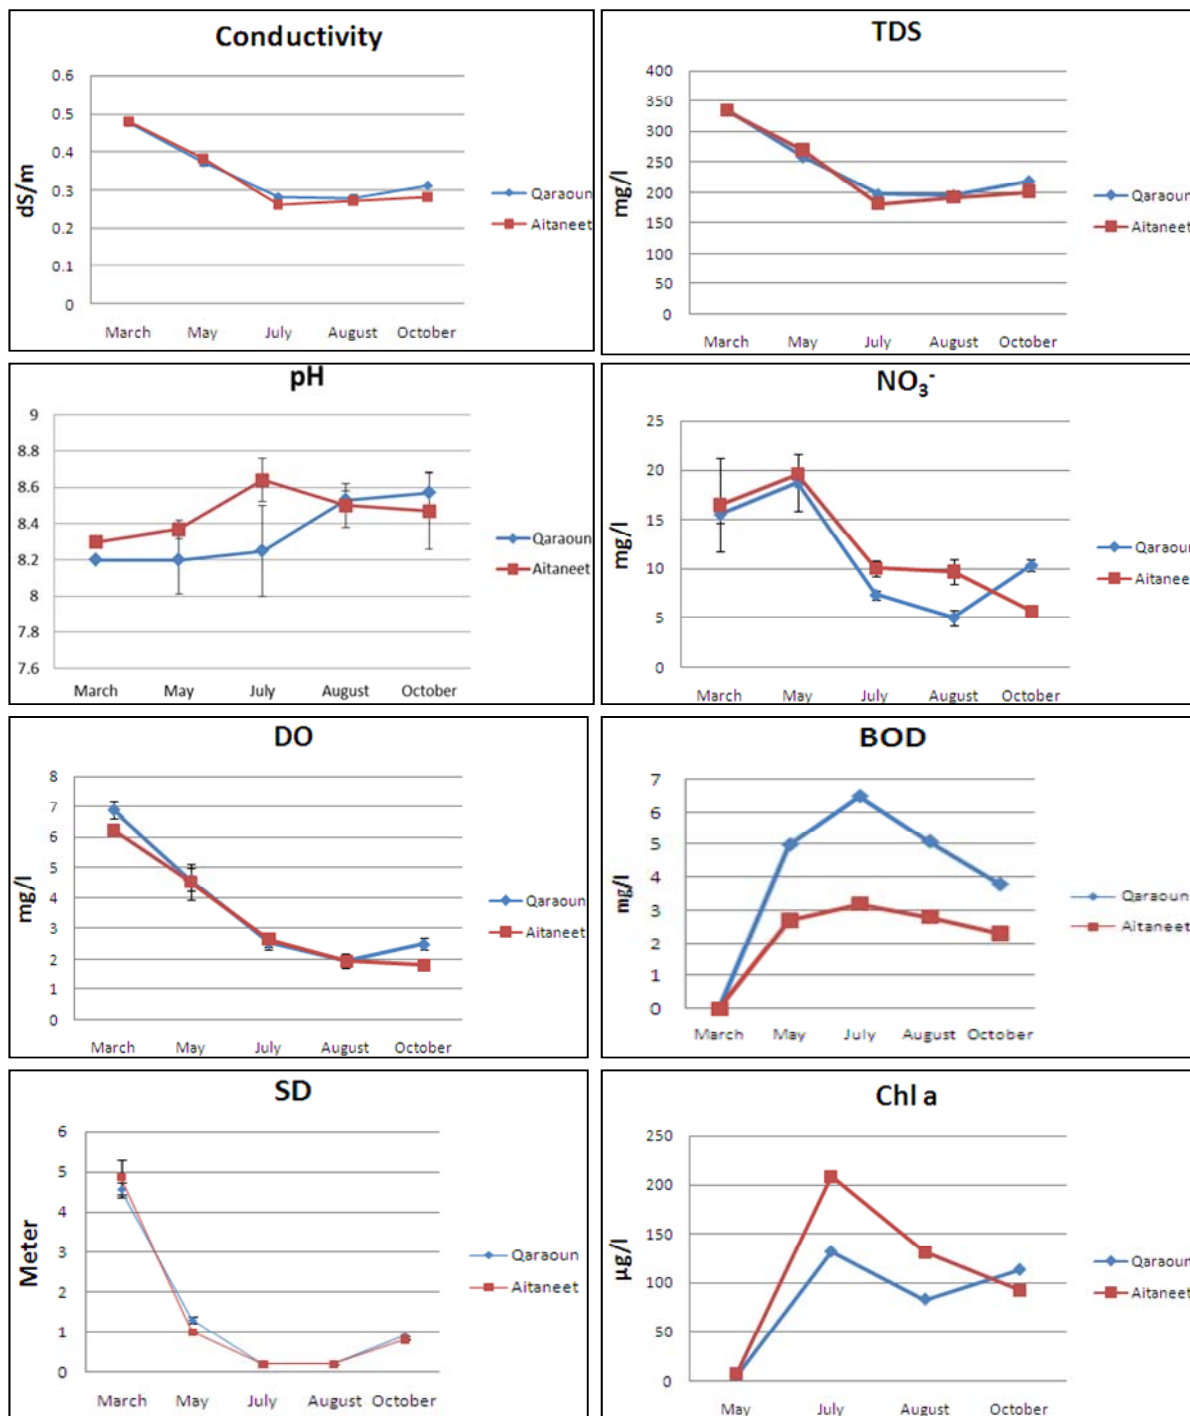 Conductivity
0.6
0.5
0.4
0.3
0.2
0.1
0
dS/m
March May July August October
Qaraoun
Aitaneet
TDS
400
350
300
250
200
150
100
50
0
mg/l
March May July August October
Qaraoun
Aitaneet
pH
9
8.8
8.6
8.4
8.2
8
7.8
7.6
March May July August October
Qaraoun
Aitaneet
NO₃⁻
25
20
15
10
5
0
mg/l
March May July August October
Qaraoun
Aitaneet
DO
8
7
6
5
4
3
2
1
0
mg/l
March May July August October
Qaraoun
Aitaneet
BOD
7
6
5
4
3
2
1
0
mg/l
March May July August October
Qaraoun
Aitaneet
SD
6
5
4
3
2
1
0
Meter
March May July August October
Qaraoun
Aitaneet
Chl a
250
200
150
100
50
0
µg/l
May July August October
Qaraoun
Aitaneet